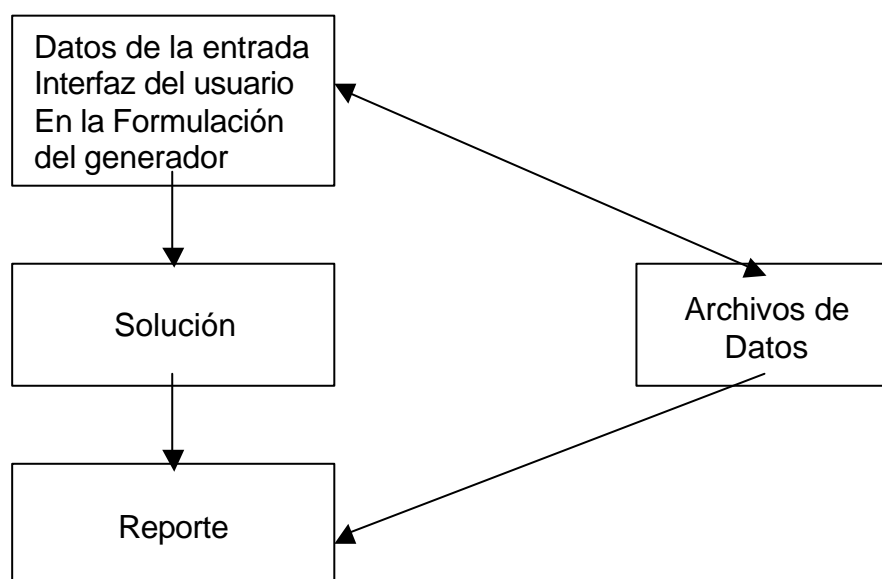 Datos de la entrada
Interfaz del usuario
En la Formulación
del generador
Solución
Archivos de
Datos
Reporte